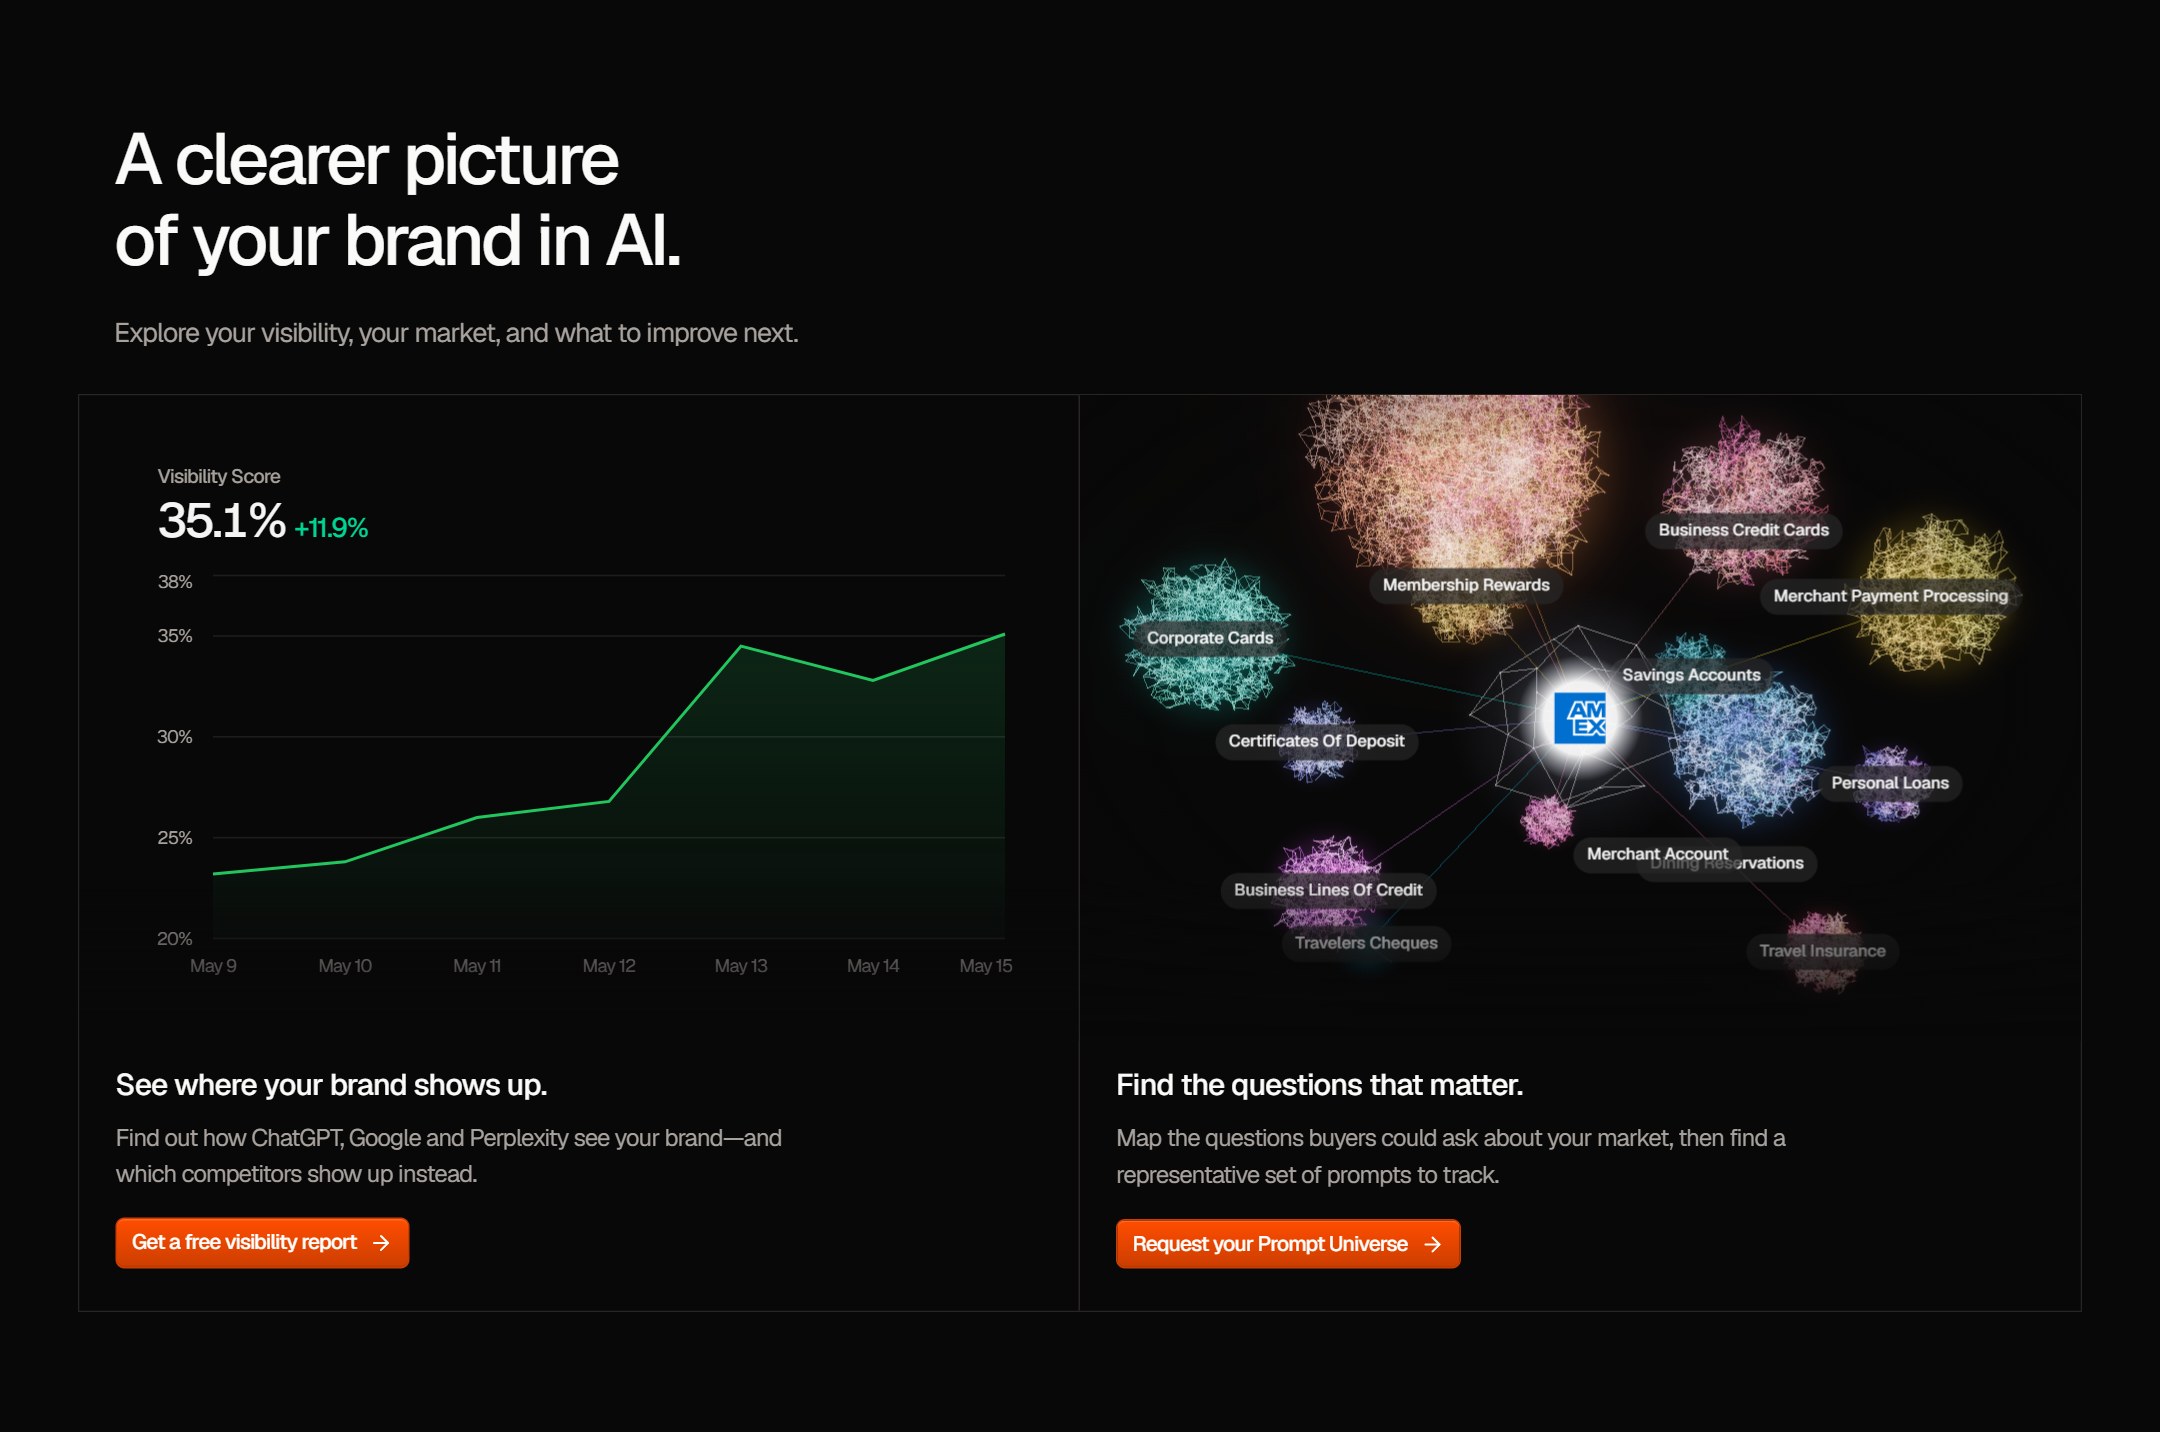 A clearer picture
of your brand in AI.
Explore your visibility, your market, and what to improve next.
Visibility Score
35.1% +11.9%
38%
35%
30%
25%
20%
May 9
May 10
May 11
May 12
May 13
May 14
May 15
Business Credit Cards
Membership Rewards
Merchant Payment Processing
Corporate Cards
Savings Accounts
AM
EX
Certificates Of Deposit
Personal Loans
Merchant Account
Dining Reservations
Business Lines Of Credit
Travelers Cheques
Travel Insurance
See where your brand shows up.
Find out how ChatGPT, Google and Perplexity see your brand—and
which competitors show up instead.
Get a free visibility report
Find the questions that matter.
Map the questions buyers could ask about your market, then find a
representative set of prompts to track.
Request your Prompt Universe